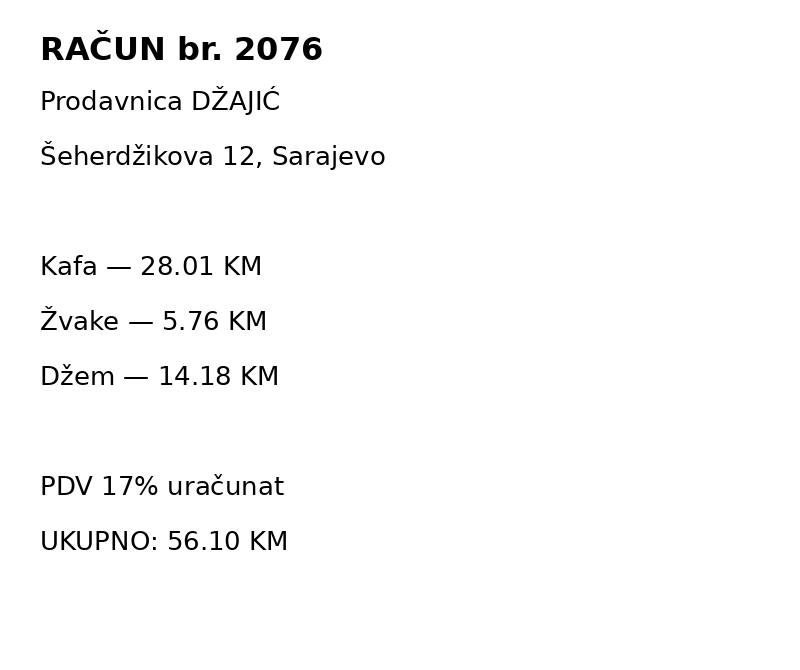 RAČUN br. 2076
Prodavnica DŽAJIĆ
Šeherdžikova 12, Sarajevo
Kafa — 28.01 KM
Žvake — 5.76 KM
Džem — 14.18 KM
PDV 17% uračunat
UKUPNO: 56.10 KM